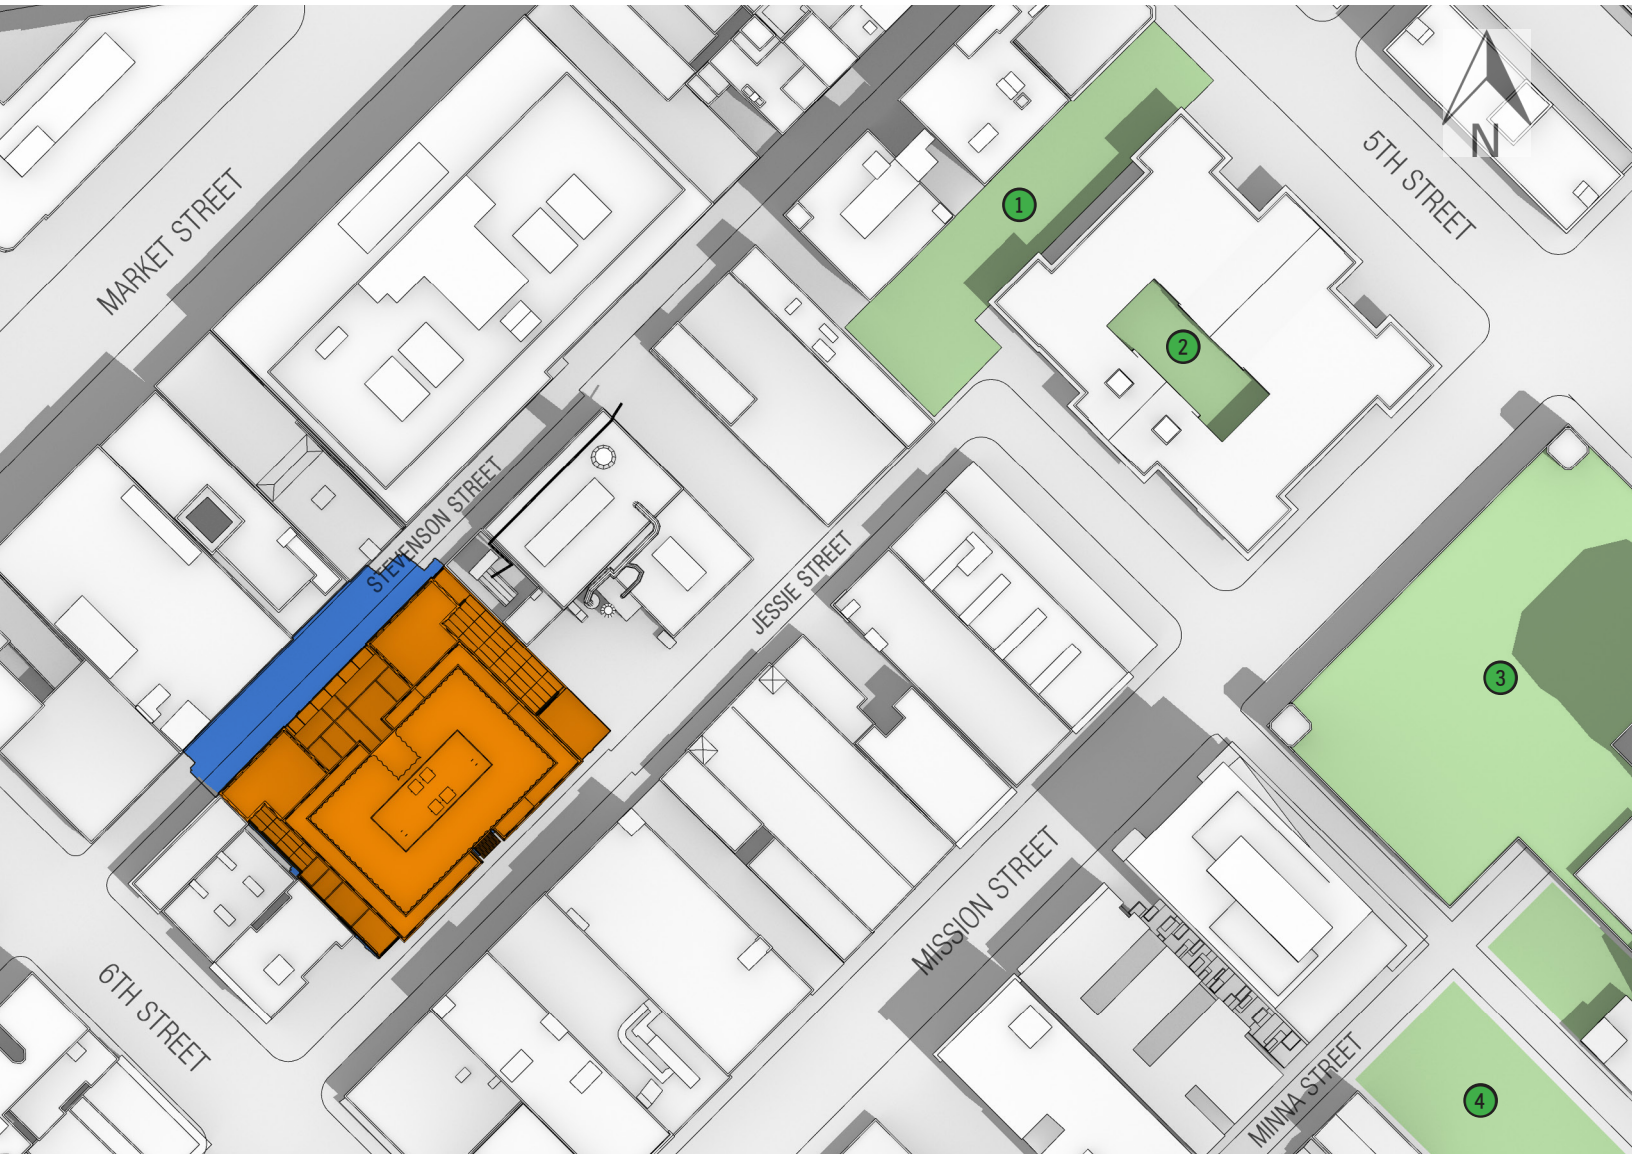 MARKET STREET
5TH STREET
N
1
2
STEVENSON STREET
JESSIE STREET
3
MISSION STREET
6TH STREET
MINNA STREET
4